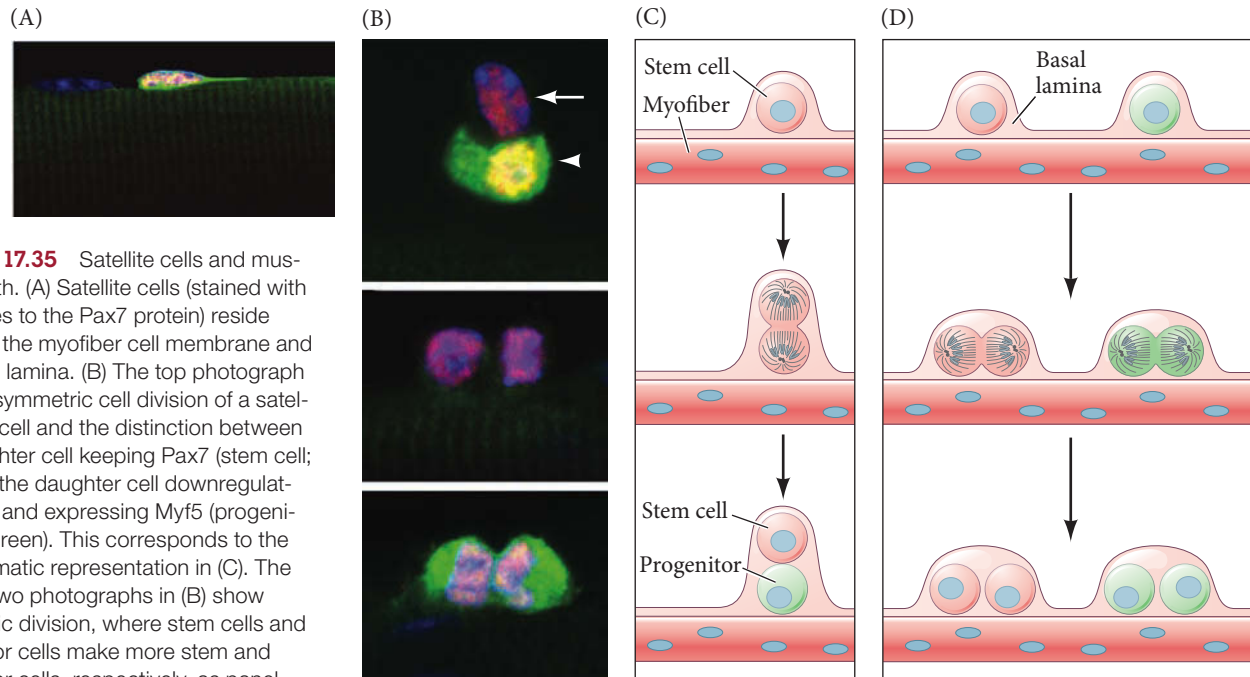 (A)
(B)
(C)
(D)
Stem cell
Myofiber
Basal
lamina
Stem cell
Progenitor
17.35 Satellite cells and mus-
th. (A) Satellite cells (stained with
es to the Pax7 protein) reside
the myofiber cell membrane and
lamina. (B) The top photograph
symmetric cell division of a satel-
cell and the distinction between
hter cell keeping Pax7 (stem cell;
the daughter cell downregulat-
and expressing Myf5 (progeni-
reen). This corresponds to the
matic representation in (C). The
wo photographs in (B) show
ic division, where stem cells and
or cells make more stem and